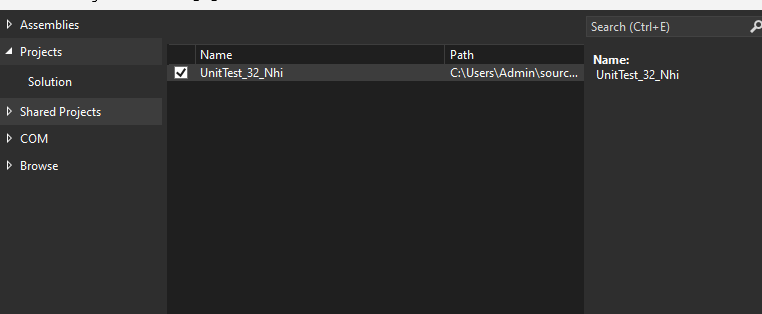 Assemblies
Projects
Solution
Shared Projects
COM
Browse
Name Path
UnitTest_32_Nhi C:\Users\Admin\sourc...
Search (Ctrl+E)
Name:
UnitTest_32_Nhi